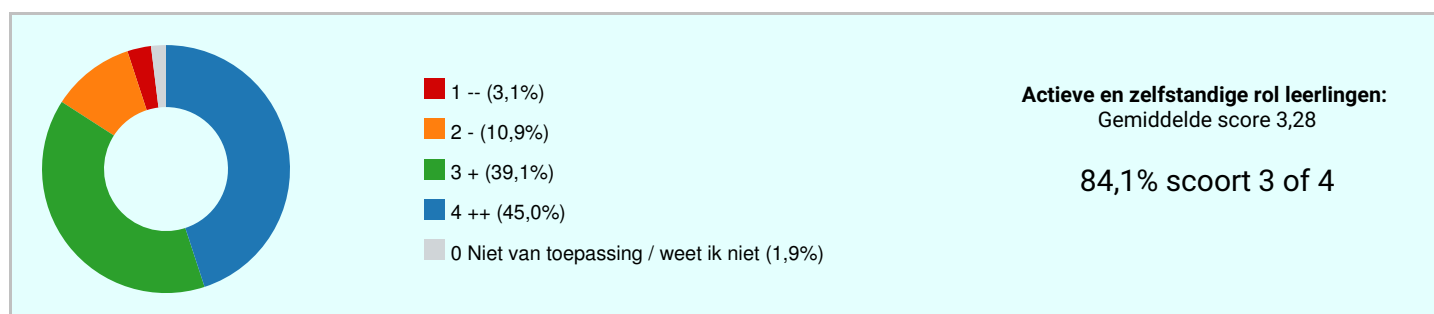 1 -- (3,1%)
2 - (10,9%)
3 + (39,1%)
4 ++ (45,0%)
0 Niet van toepassing / weet ik niet (1,9%)
Actieve en zelfstandige rol leerlingen:
Gemiddelde score 3,28
84,1% scoort 3 of 4